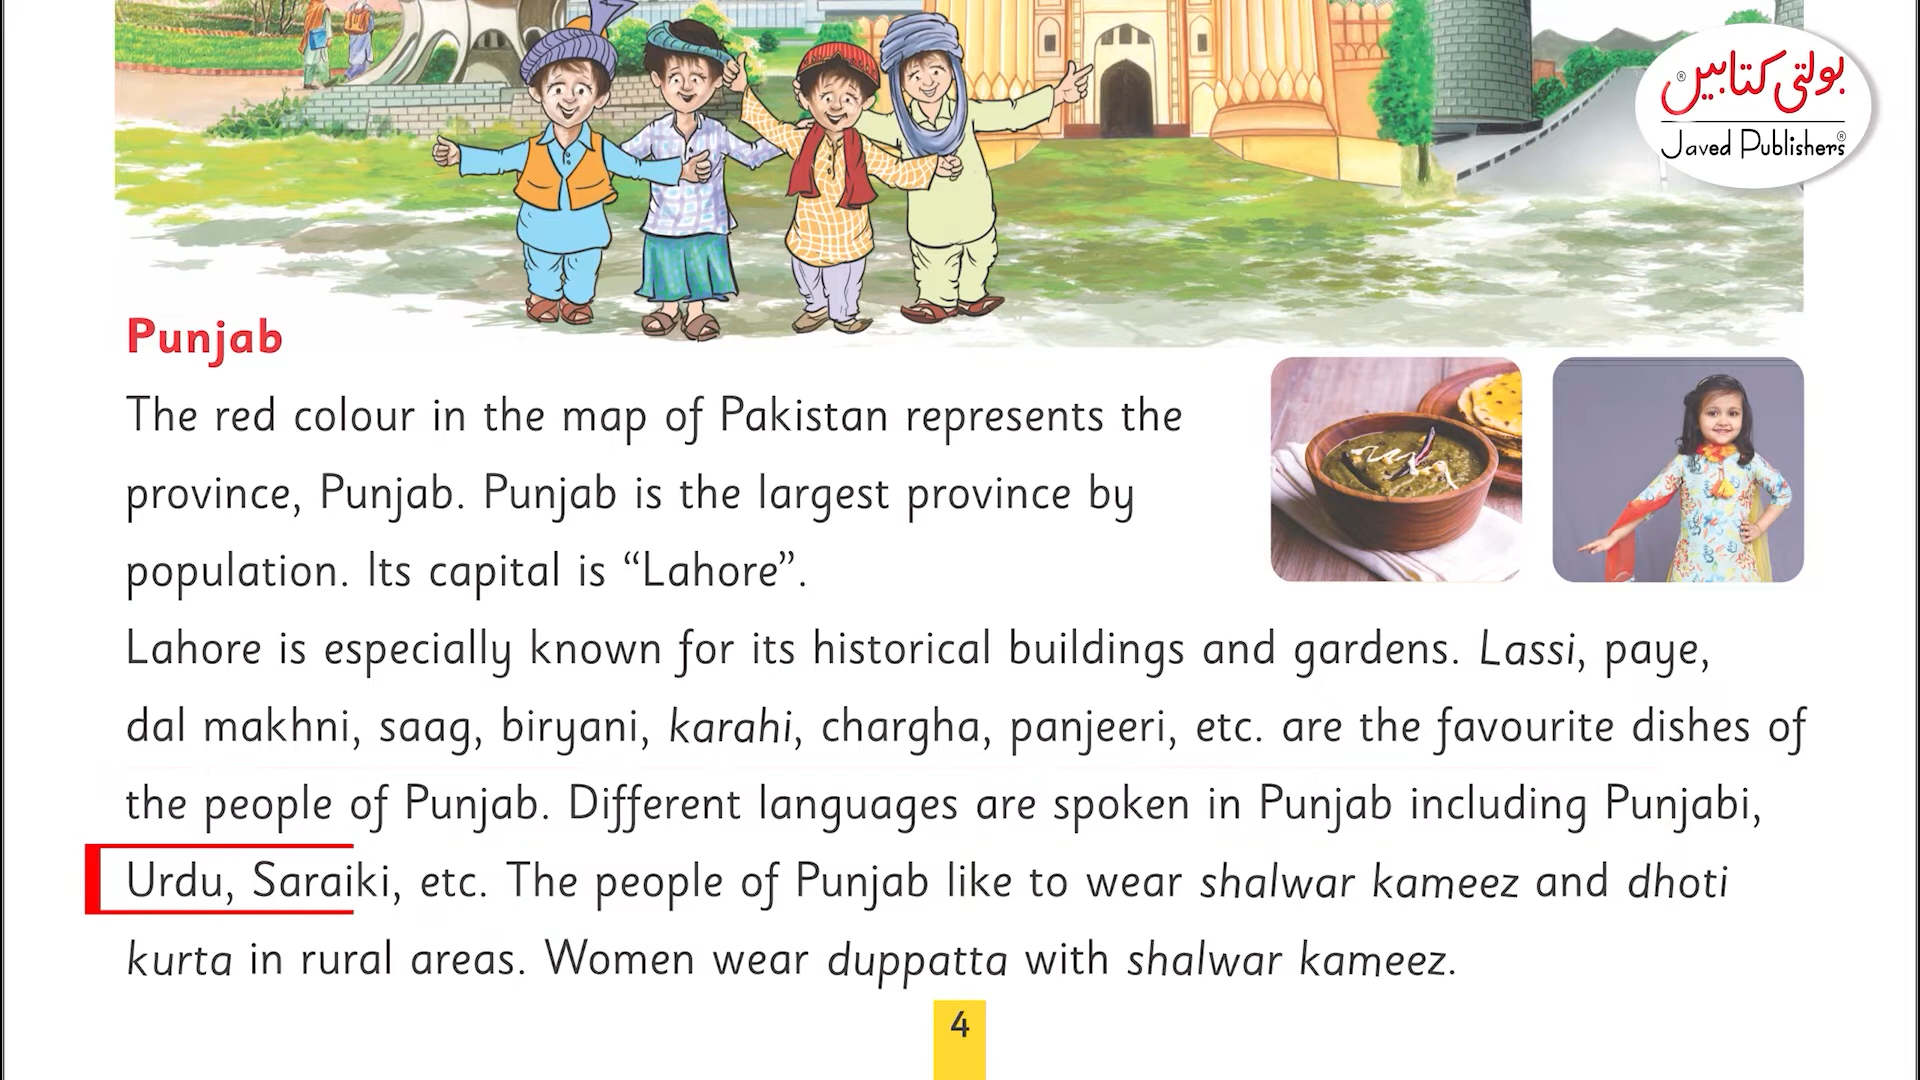 بولتی کتابیں®
Javed Publishers®
Punjab
The red colour in the map of Pakistan represents the
province, Punjab. Punjab is the largest province by
population. Its capital is “Lahore”.
Lahore is especially known for its historical buildings and gardens. Lassi, paye,
dal makhni, saag, biryani, karahi, chargha, panjeeri, etc. are the favourite dishes of
the people of Punjab. Different languages are spoken in Punjab including Punjabi,
Urdu, Saraiki, etc. The people of Punjab like to wear shalwar kameez and dhoti
kurta in rural areas. Women wear duppatta with shalwar kameez.
4